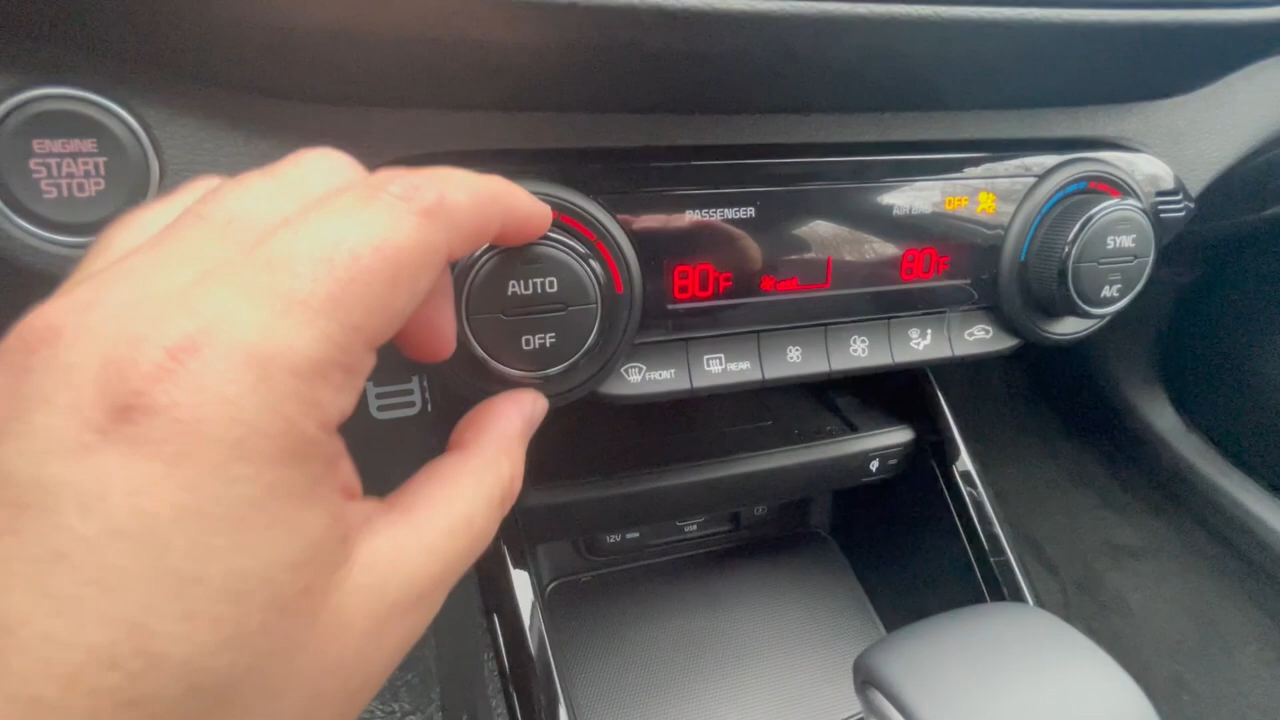 ENGINE
START
STOP
PASSENGER
AIR BAG OFF
80°F
80°F
AUTO
OFF
SYNC
A/C
FRONT
REAR
12V
USB